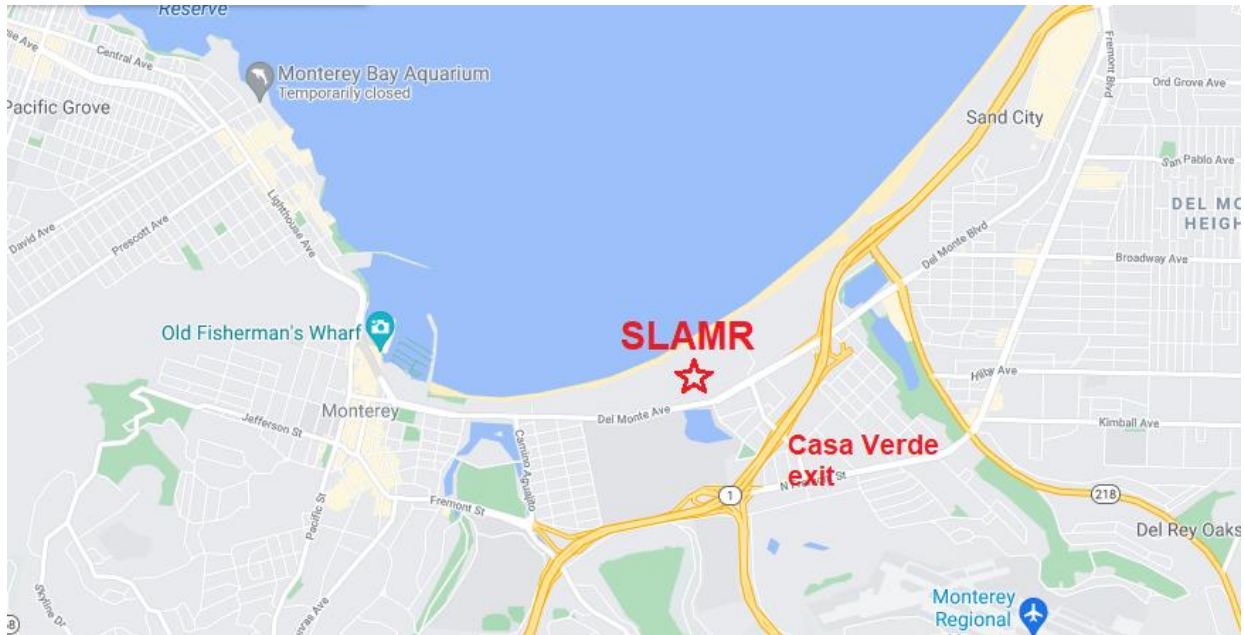 Reserve
Central Ave
Monterey Bay Aquarium
Temporarily closed
Pacific Grove
Fremont Blvd
Ord Grove Ave
Sand City
San Pablo Ave
Lighthouse Ave
David Ave
Prescott Ave
DEL MO
HEIGH
Del Monte Blvd
Broadway Ave
Old Fisherman's Wharf
SLAMR
Hilby Ave
Monterey
Jefferson St
Del Monte Ave
Camino Aguajito
Kimball Ave
Casa Verde
exit
1
218
Fremont St
Pacific St
Del Rey Oaks
Skyline Dr
Monterey
Regional
68